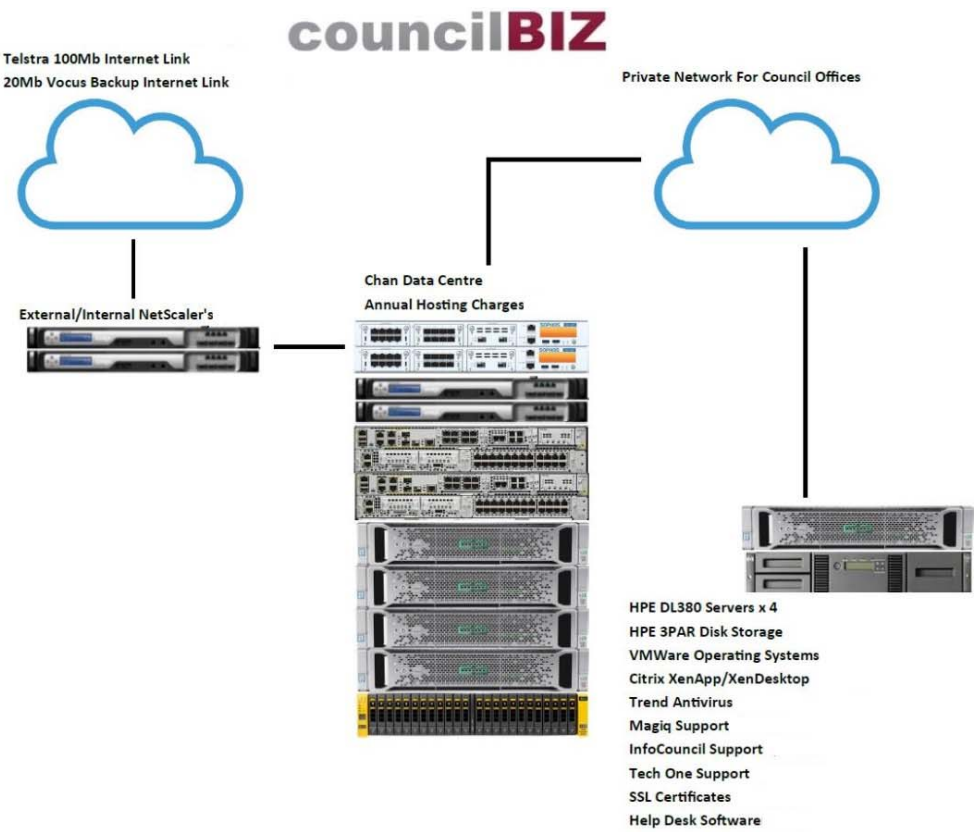 councilBIZ
Telstra 100Mb Internet Link
20Mb Vocus Backup Internet Link
Private Network For Council Offices
Chan Data Centre
Annual Hosting Charges
External/Internal NetScaler's
SOPHOS
SOPHOS
HPE DL380 Servers x 4
HPE 3PAR Disk Storage
VMWare Operating Systems
Citrix XenApp/XenDesktop
Trend Antivirus
Magiq Support
InfoCouncil Support
Tech One Support
SSL Certificates
Help Desk Software